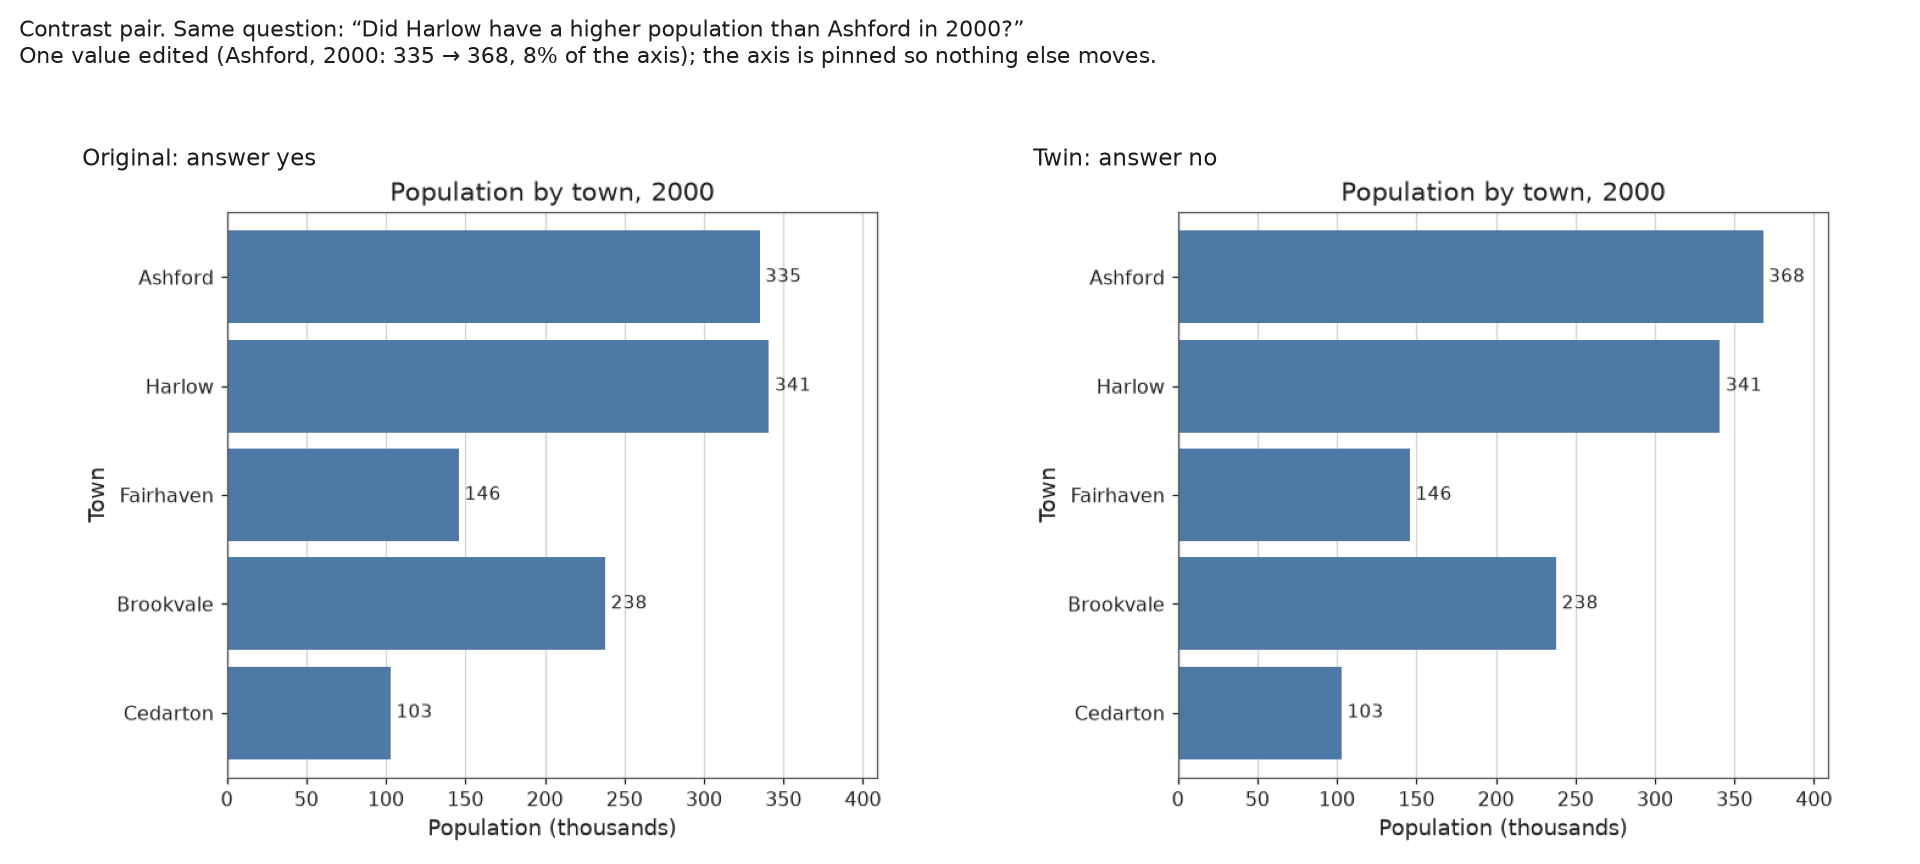 Contrast pair. Same question: “Did Harlow have a higher population than Ashford in 2000?”
One value edited (Ashford, 2000: 335 → 368, 8% of the axis); the axis is pinned so nothing else moves.
Original: answer yes
Population by town, 2000
Town
Ashford
335
Harlow
341
Fairhaven
146
Brookvale
238
Cedarton
103
0 50 100 150 200 250 300 350 400
Population (thousands)
Twin: answer no
Population by town, 2000
Town
Ashford
368
Harlow
341
Fairhaven
146
Brookvale
238
Cedarton
103
0 50 100 150 200 250 300 350 400
Population (thousands)